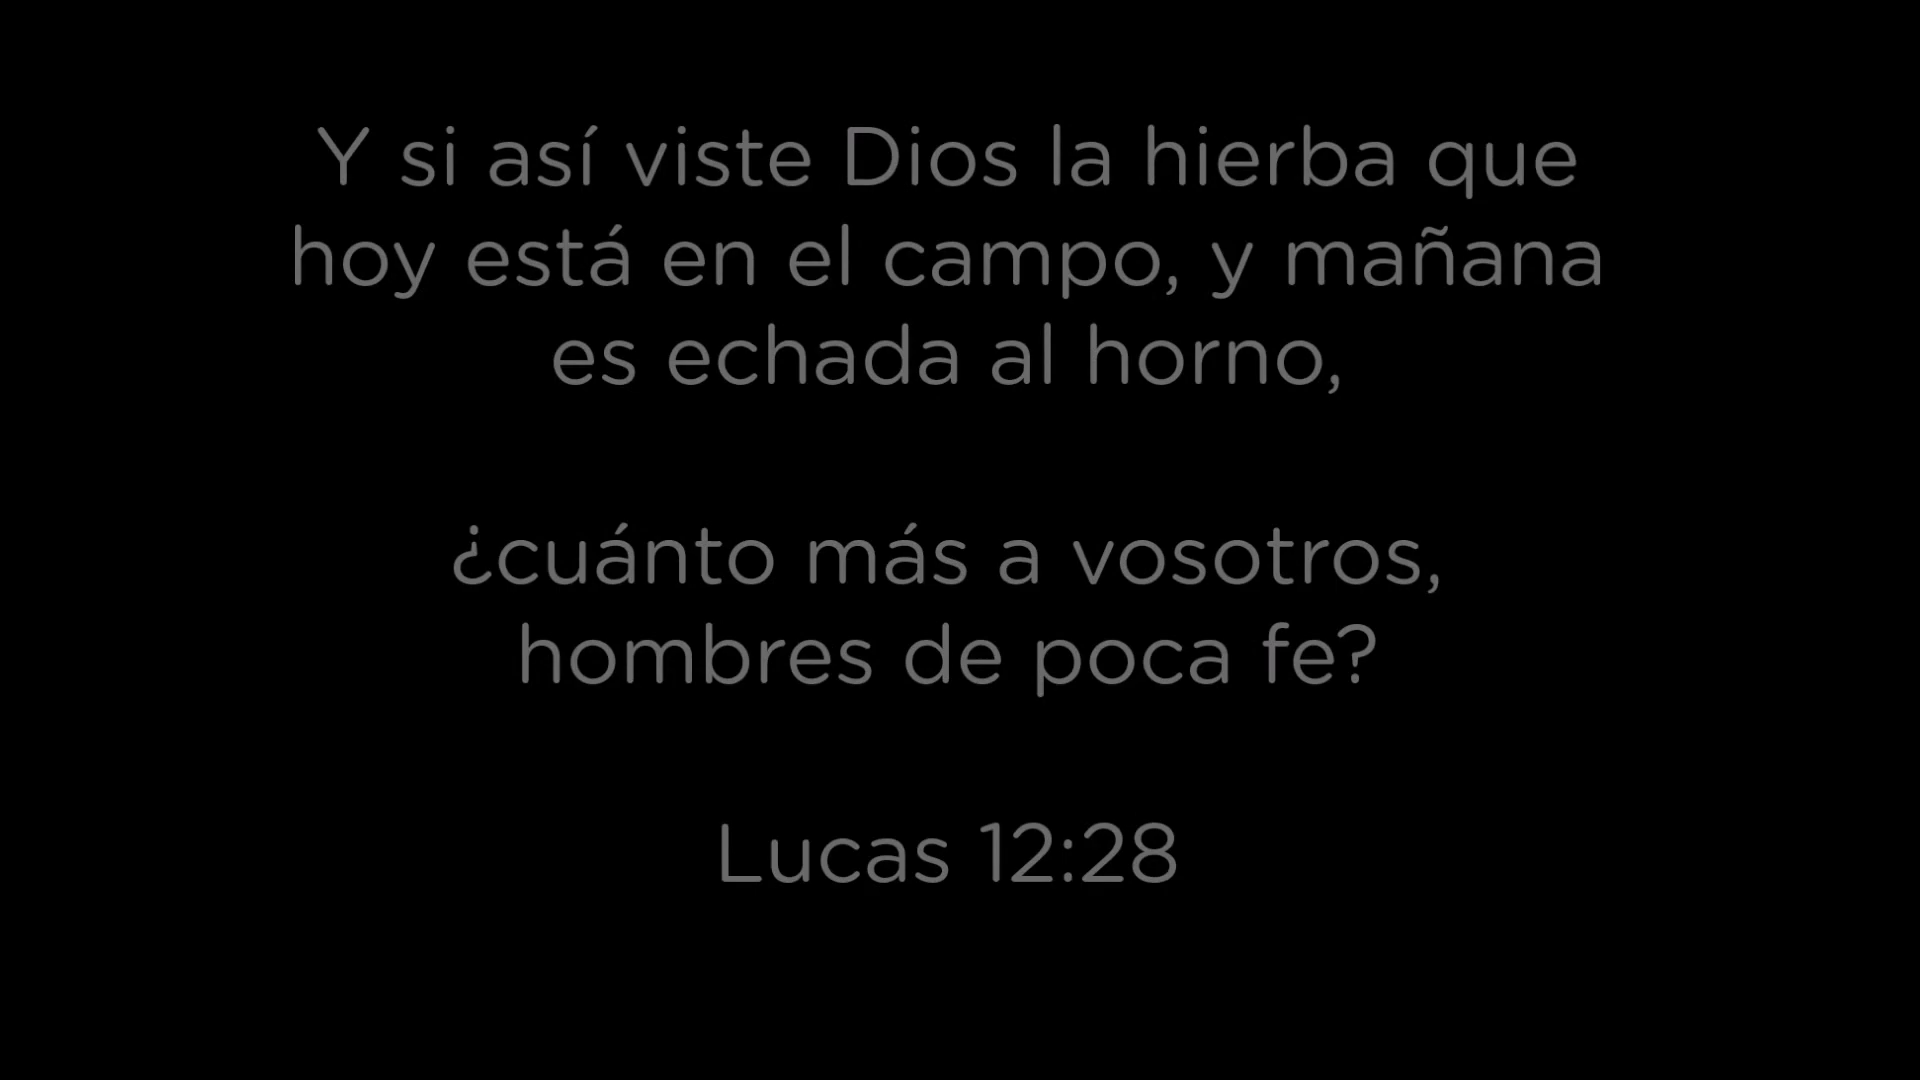 Y si así viste Dios la hierba que
hoy está en el campo, y mañana
es echada al horno,
¿cuánto más a vosotros,
hombres de poca fe?
Lucas 12:28